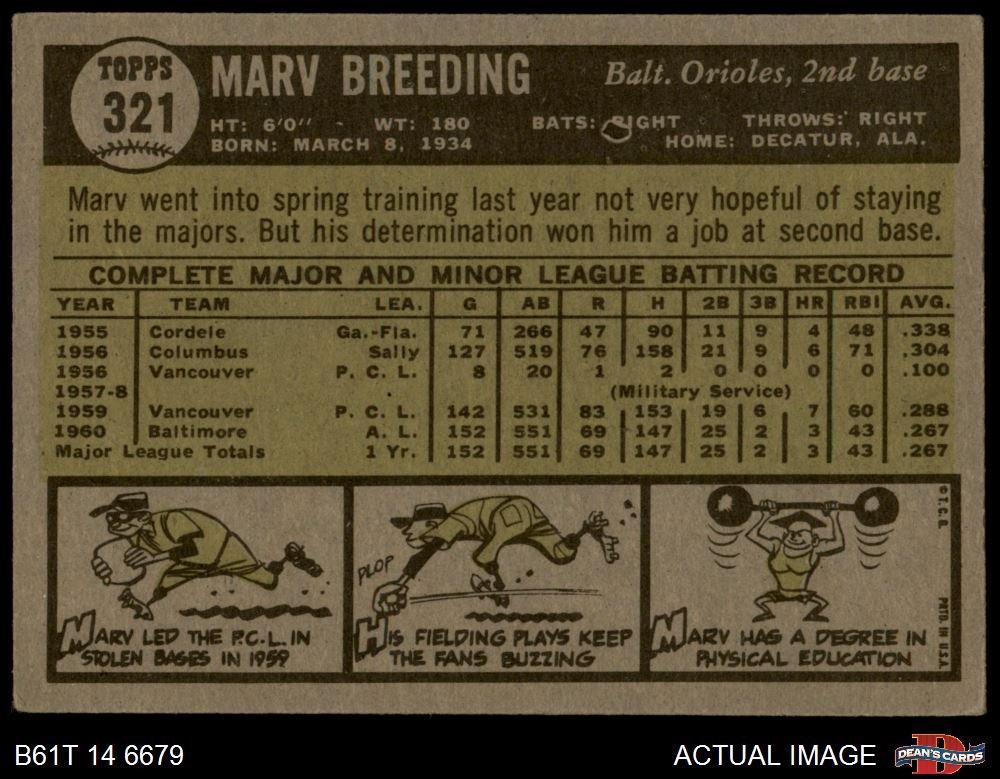 TOPPS
321
MARV BREEDING
Balt. Orioles, 2nd base
HT: 6'0" - WT: 180 BATS: RIGHT THROWS: RIGHT
BORN: MARCH 8, 1934 HOME: DECATUR, ALA.
Marv went into spring training last year not very hopeful of staying
in the majors. But his determination won him a job at second base.
COMPLETE MAJOR AND MINOR LEAGUE BATTING RECORD
YEAR TEAM LEA. G AB R H 2B 3B HR RBI AVG.
1955 Cordele Ga.-Fla. 71 266 47 90 11 9 4 48 .338
1956 Columbus Sally 127 519 76 158 21 9 6 71 .304
1956 Vancouver P. C. L. 8 20 1 2 0 0 0 0 .100
1957-8 (Military Service)
1959 Vancouver P. C. L. 142 531 83 153 19 6 7 60 .288
1960 Baltimore A. L. 152 551 69 147 25 2 3 43 .267
Major League Totals 1 Yr. 152 551 69 147 25 2 3 43 .267
MARV LED THE P.C.L. IN
STOLEN BASES IN 1959
PLOP
HIS FIELDING PLAYS KEEP
THE FANS BUZZING
MARV HAS A DEGREE IN
PHYSICAL EDUCATION
© T.C.G.
PRTD. IN U.S.A.
B61T 14 6679
ACTUAL IMAGE
DEAN'S CARDS